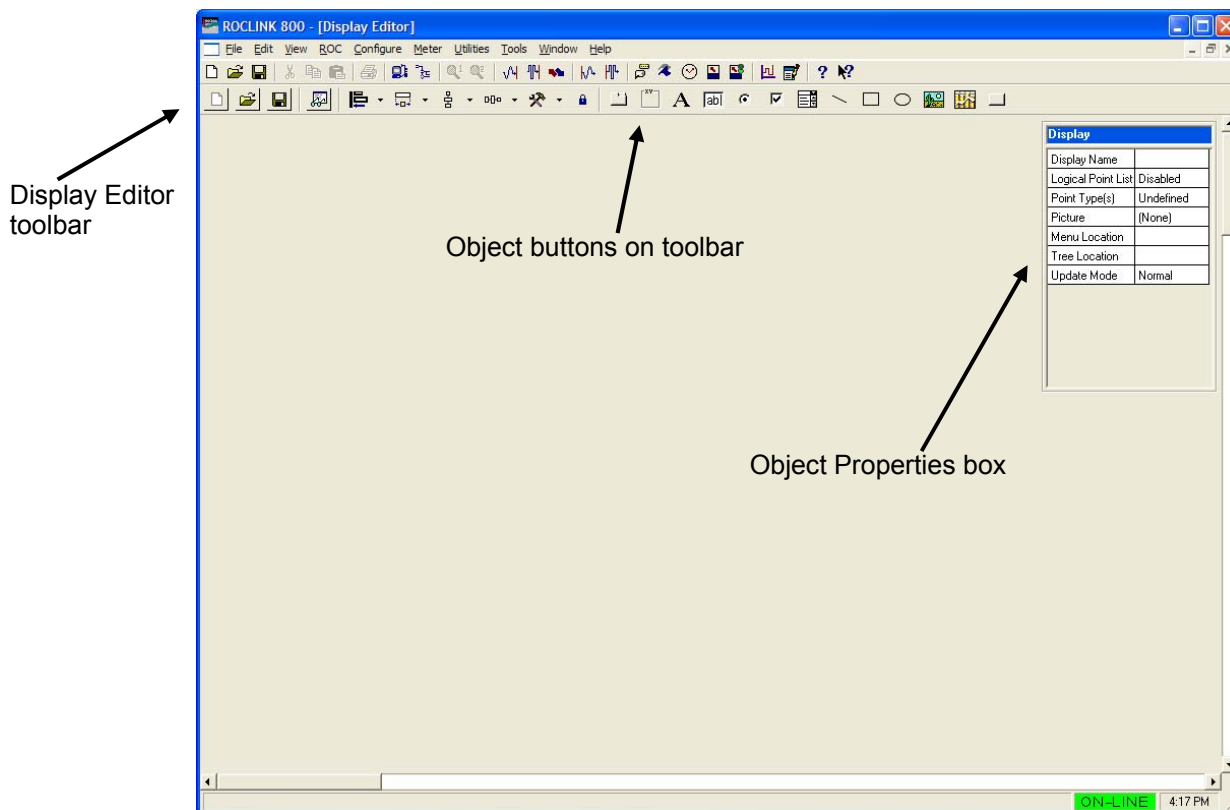 ROCLINK 800 - [Display Editor]
File Edit View ROC Configure Meter Utilities Tools Window Help
XY A ab|
Display
Display Name
Logical Point List Disabled
Point Type(s) Undefined
Picture (None)
Menu Location
Tree Location
Update Mode Normal
Display Editor
toolbar
Object buttons on toolbar
Object Properties box
ON-LINE 4:17 PM